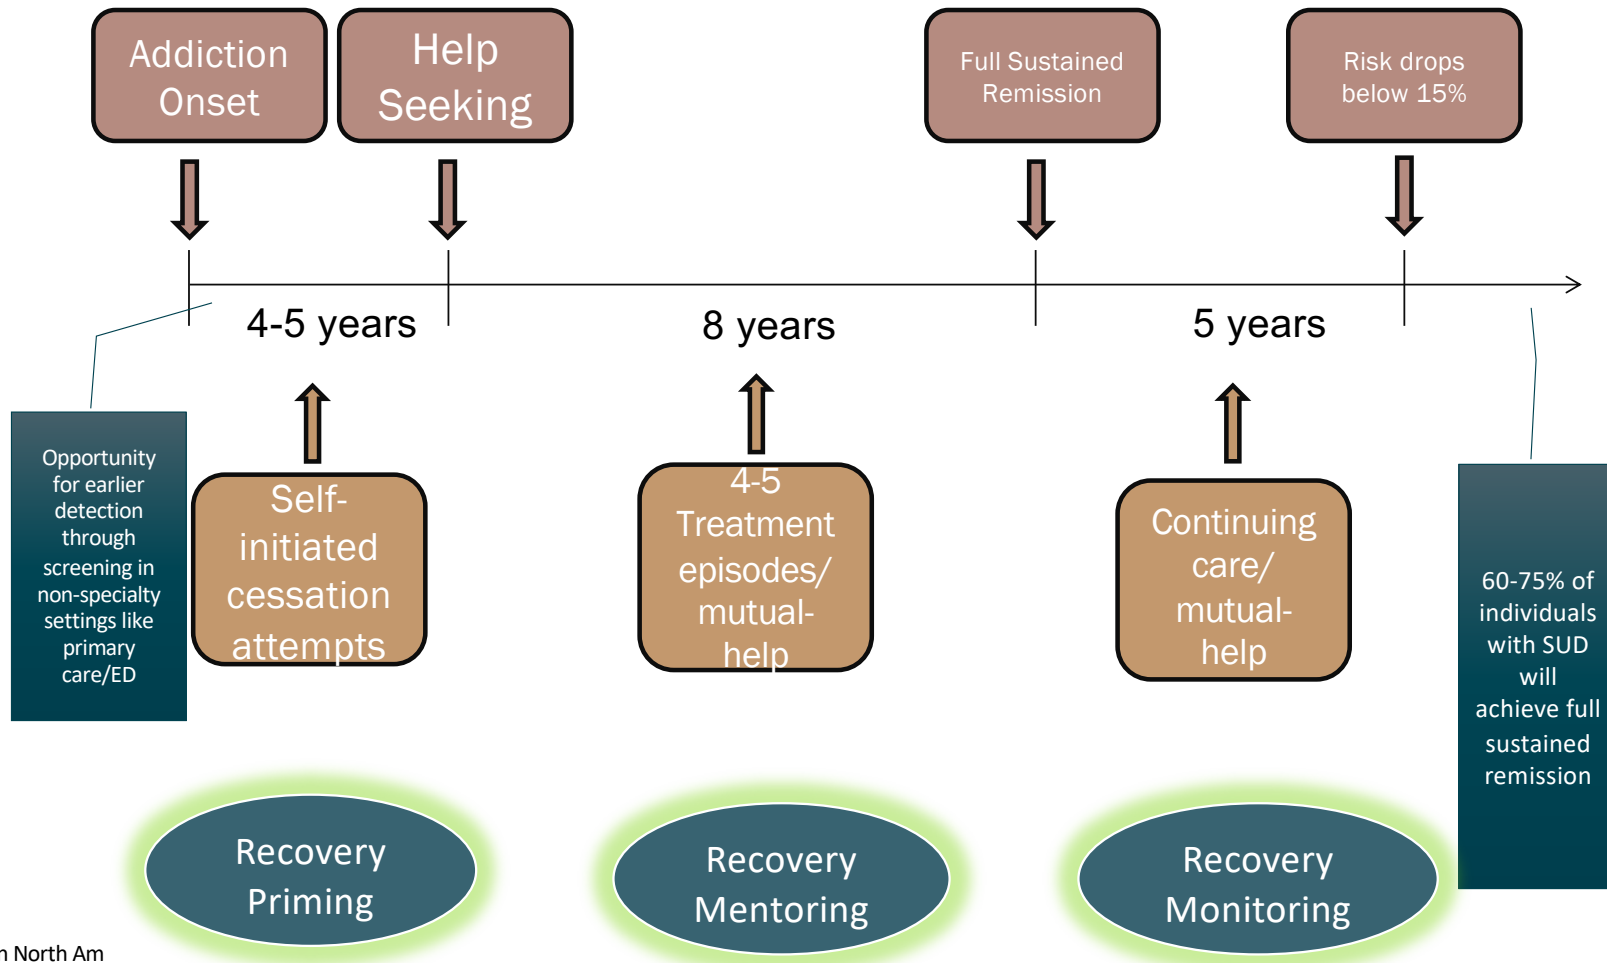 Addiction
Onset
Help
Seeking
Full Sustained
Remission
Risk drops
below 15%
4-5 years
8 years
5 years
Opportunity
for earlier
detection
through
screening in
non-specialty
settings like
primary
care/ED
Self-
initiated
cessation
attempts
4-5
Treatment
episodes/
mutual-
help
Continuing
care/
mutual-
help
60-75% of
individuals
with SUD
will
achieve full
sustained
remission
Recovery
Priming
Recovery
Mentoring
Recovery
Monitoring
North Am